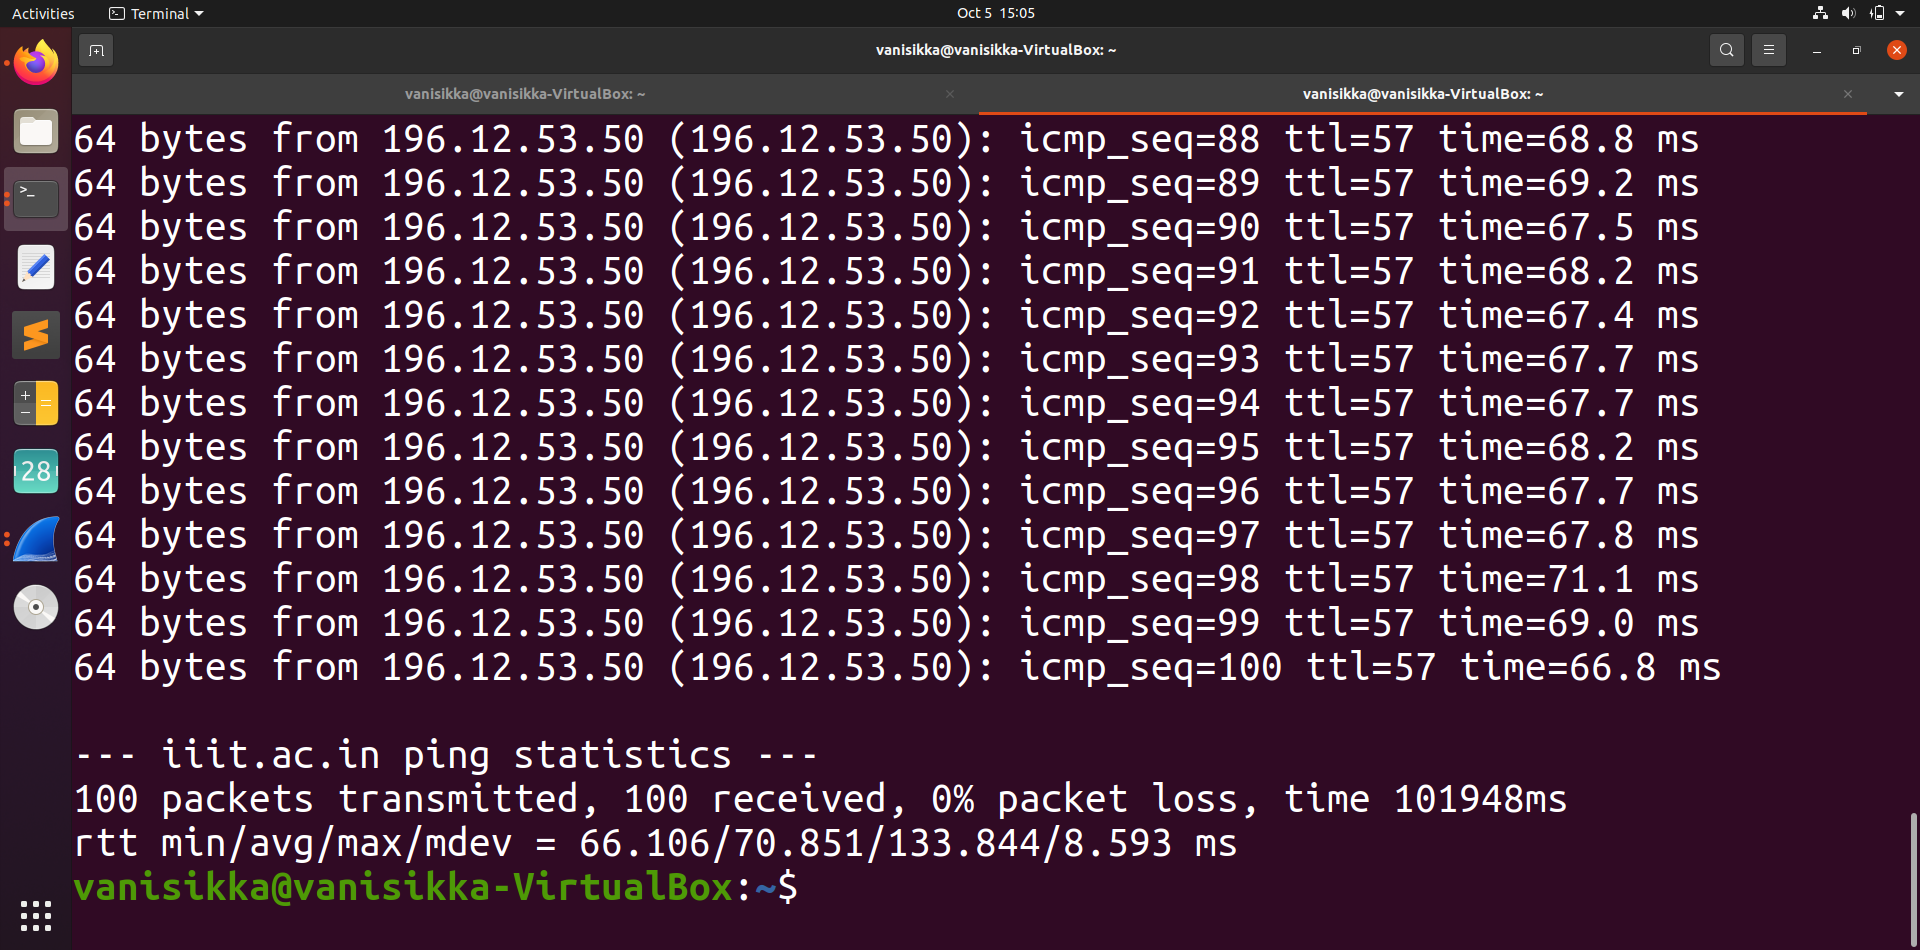 Activities Terminal Oct 5 15:05
vanisikka@vanisikka-VirtualBox: ~
vanisikka@vanisikka-VirtualBox: ~ vanisikka@vanisikka-VirtualBox: ~
64 bytes from 196.12.53.50 (196.12.53.50): icmp_seq=88 ttl=57 time=68.8 ms
64 bytes from 196.12.53.50 (196.12.53.50): icmp_seq=89 ttl=57 time=69.2 ms
64 bytes from 196.12.53.50 (196.12.53.50): icmp_seq=90 ttl=57 time=67.5 ms
64 bytes from 196.12.53.50 (196.12.53.50): icmp_seq=91 ttl=57 time=68.2 ms
64 bytes from 196.12.53.50 (196.12.53.50): icmp_seq=92 ttl=57 time=67.4 ms
64 bytes from 196.12.53.50 (196.12.53.50): icmp_seq=93 ttl=57 time=67.7 ms
64 bytes from 196.12.53.50 (196.12.53.50): icmp_seq=94 ttl=57 time=67.7 ms
64 bytes from 196.12.53.50 (196.12.53.50): icmp_seq=95 ttl=57 time=68.2 ms
64 bytes from 196.12.53.50 (196.12.53.50): icmp_seq=96 ttl=57 time=67.7 ms
64 bytes from 196.12.53.50 (196.12.53.50): icmp_seq=97 ttl=57 time=67.8 ms
64 bytes from 196.12.53.50 (196.12.53.50): icmp_seq=98 ttl=57 time=71.1 ms
64 bytes from 196.12.53.50 (196.12.53.50): icmp_seq=99 ttl=57 time=69.0 ms
64 bytes from 196.12.53.50 (196.12.53.50): icmp_seq=100 ttl=57 time=66.8 ms
--- iiit.ac.in ping statistics ---
100 packets transmitted, 100 received, 0% packet loss, time 101948ms
rtt min/avg/max/mdev = 66.106/70.851/133.844/8.593 ms
vanisikka@vanisikka-VirtualBox:~$
28